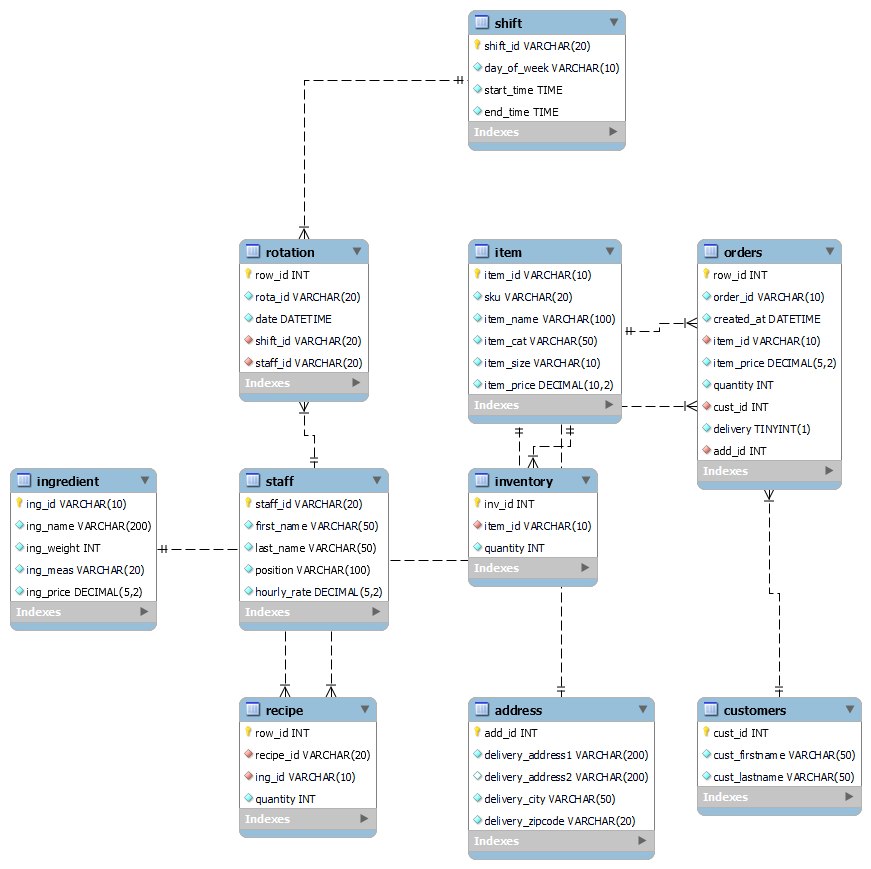 shift
shift_id VARCHAR(20)
day_of_week VARCHAR(10)
start_time TIME
end_time TIME
Indexes
rotation
row_id INT
rota_id VARCHAR(20)
date DATETIME
shift_id VARCHAR(20)
staff_id VARCHAR(20)
Indexes
item
item_id VARCHAR(10)
sku VARCHAR(20)
item_name VARCHAR(100)
item_cat VARCHAR(50)
item_size VARCHAR(10)
item_price DECIMAL(10,2)
Indexes
orders
row_id INT
order_id VARCHAR(10)
created_at DATETIME
item_id VARCHAR(10)
item_price DECIMAL(5,2)
quantity INT
cust_id INT
delivery TINYINT(1)
add_id INT
Indexes
ingredient
ing_id VARCHAR(10)
ing_name VARCHAR(200)
ing_weight INT
ing_meas VARCHAR(20)
ing_price DECIMAL(5,2)
Indexes
staff
staff_id VARCHAR(20)
first_name VARCHAR(50)
last_name VARCHAR(50)
position VARCHAR(100)
hourly_rate DECIMAL(5,2)
Indexes
inventory
inv_id INT
item_id VARCHAR(10)
quantity INT
Indexes
recipe
row_id INT
recipe_id VARCHAR(20)
ing_id VARCHAR(10)
quantity INT
Indexes
address
add_id INT
delivery_address1 VARCHAR(200)
delivery_address2 VARCHAR(200)
delivery_city VARCHAR(50)
delivery_zipcode VARCHAR(20)
Indexes
customers
cust_id INT
cust_firstname VARCHAR(50)
cust_lastname VARCHAR(50)
Indexes